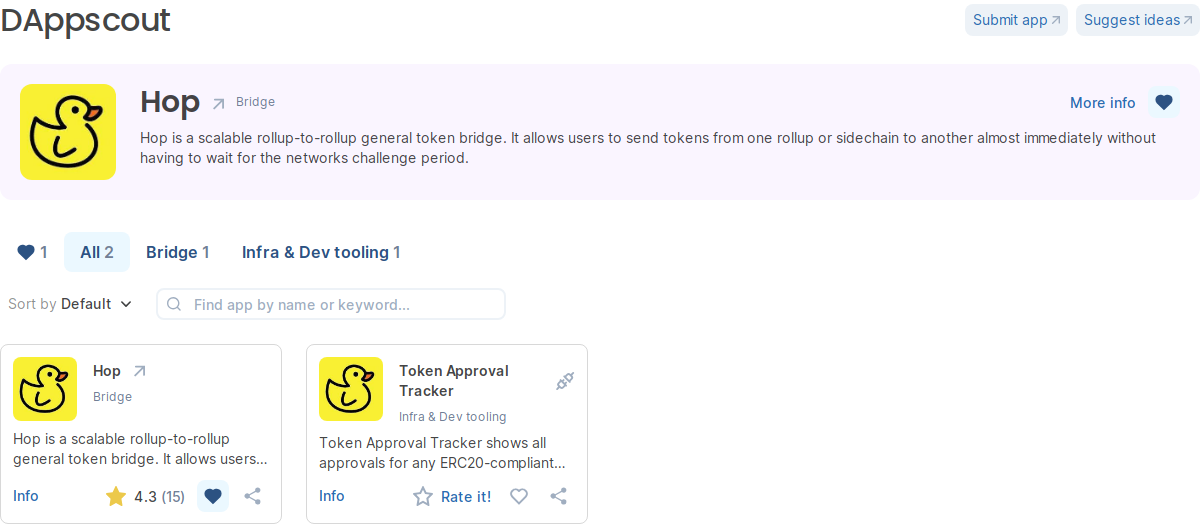 DAppscout
Submit app
Suggest ideas
Hop Bridge
More info
Hop is a scalable rollup-to-rollup general token bridge. It allows users to send tokens from one rollup or sidechain to another almost immediately without
having to wait for the networks challenge period.
1 All 2 Bridge 1 Infra & Dev tooling 1
Sort by Default
Find app by name or keyword...
Hop
Bridge
Hop is a scalable rollup-to-rollup
general token bridge. It allows users...
Info 4.3 (15)
Token Approval
Tracker
Infra & Dev tooling
Token Approval Tracker shows all
approvals for any ERC20-compliant...
Info Rate it!